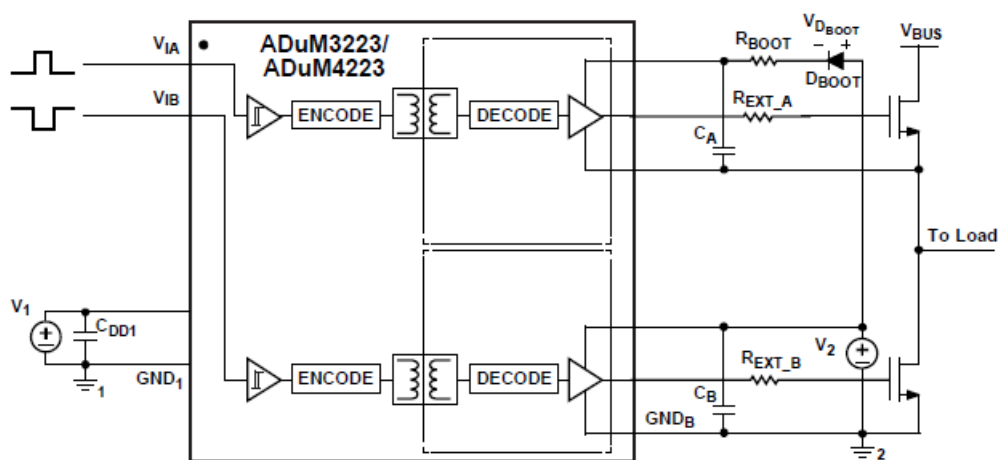 ADuM3223/
ADuM4223
VIA
VIB
ENCODE
DECODE
VDBOOT
- +
RBOOT
DBOOT
VBUS
REXT_A
CA
To Load
V1
+
-
CDD1
1
GND1
ENCODE
DECODE
V2
+
-
REXT_B
CB
GNDB
2